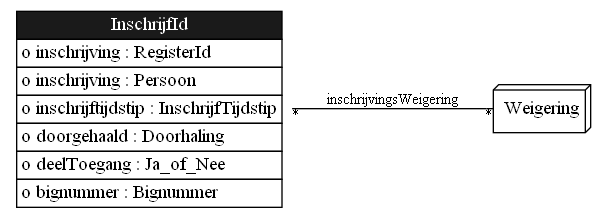 InschrijfId
o inschrijving : RegisterId
o inschrijving : Persoon
o inschrijftijdstip : InschrijfTijdstip
o doorgehaald : Doorhaling
o deelToegang : Ja_of_Nee
o bignummer : Bignummer
* inschrijvingsWeigering *
Weigering